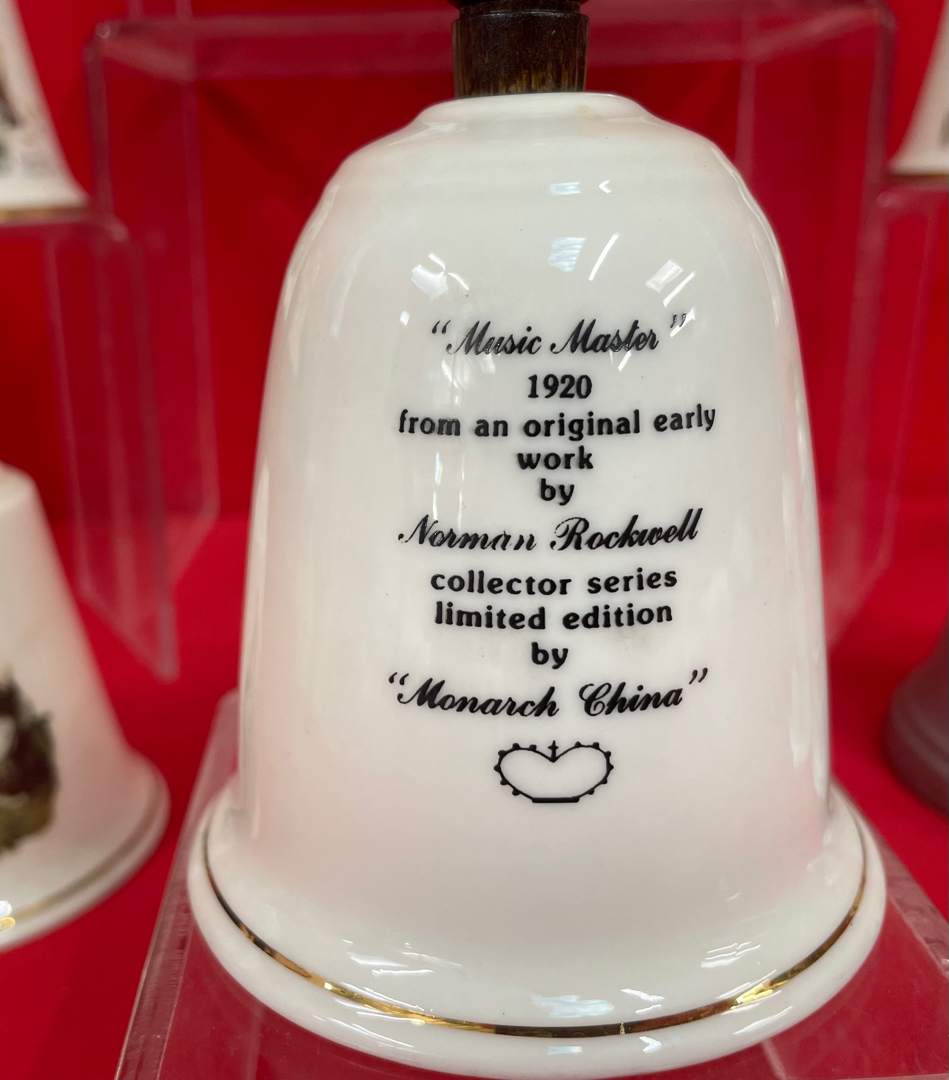 “Music Master”
1920
from an original early
work
by
Norman Rockwell
collector series
limited edition
by
“Monarch China”